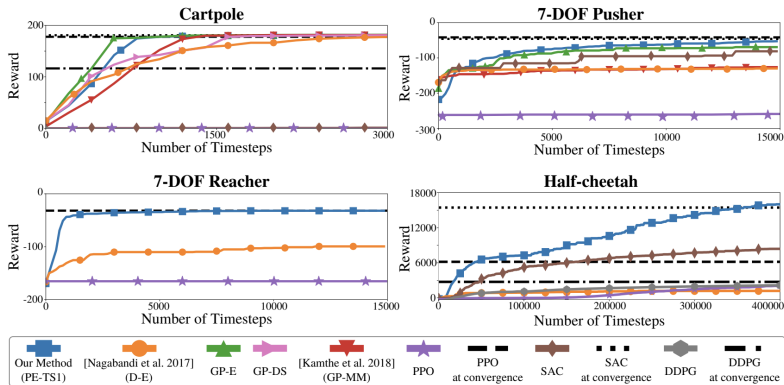 Cartpole
7-DOF Pusher
Reward
200
100
0
0
1500
3000
Number of Timesteps
Reward
0
-100
-200
-300
0
5000
10000
15000
Number of Timesteps
7-DOF Reacher
Half-cheetah
Reward
0
-100
-200
0
5000
10000
15000
Number of Timesteps
Reward
18000
12000
6000
0
0
100000
200000
300000
400000
Number of Timesteps
Our Method
(PE-TS1)
[Nagabandi et al. 2017]
(D-E)
GP-E
GP-DS
[Kamthe et al. 2018]
(GP-MM)
PPO
PPO
at convergence
SAC
SAC
at convergence
DDPG
DDPG
at convergence